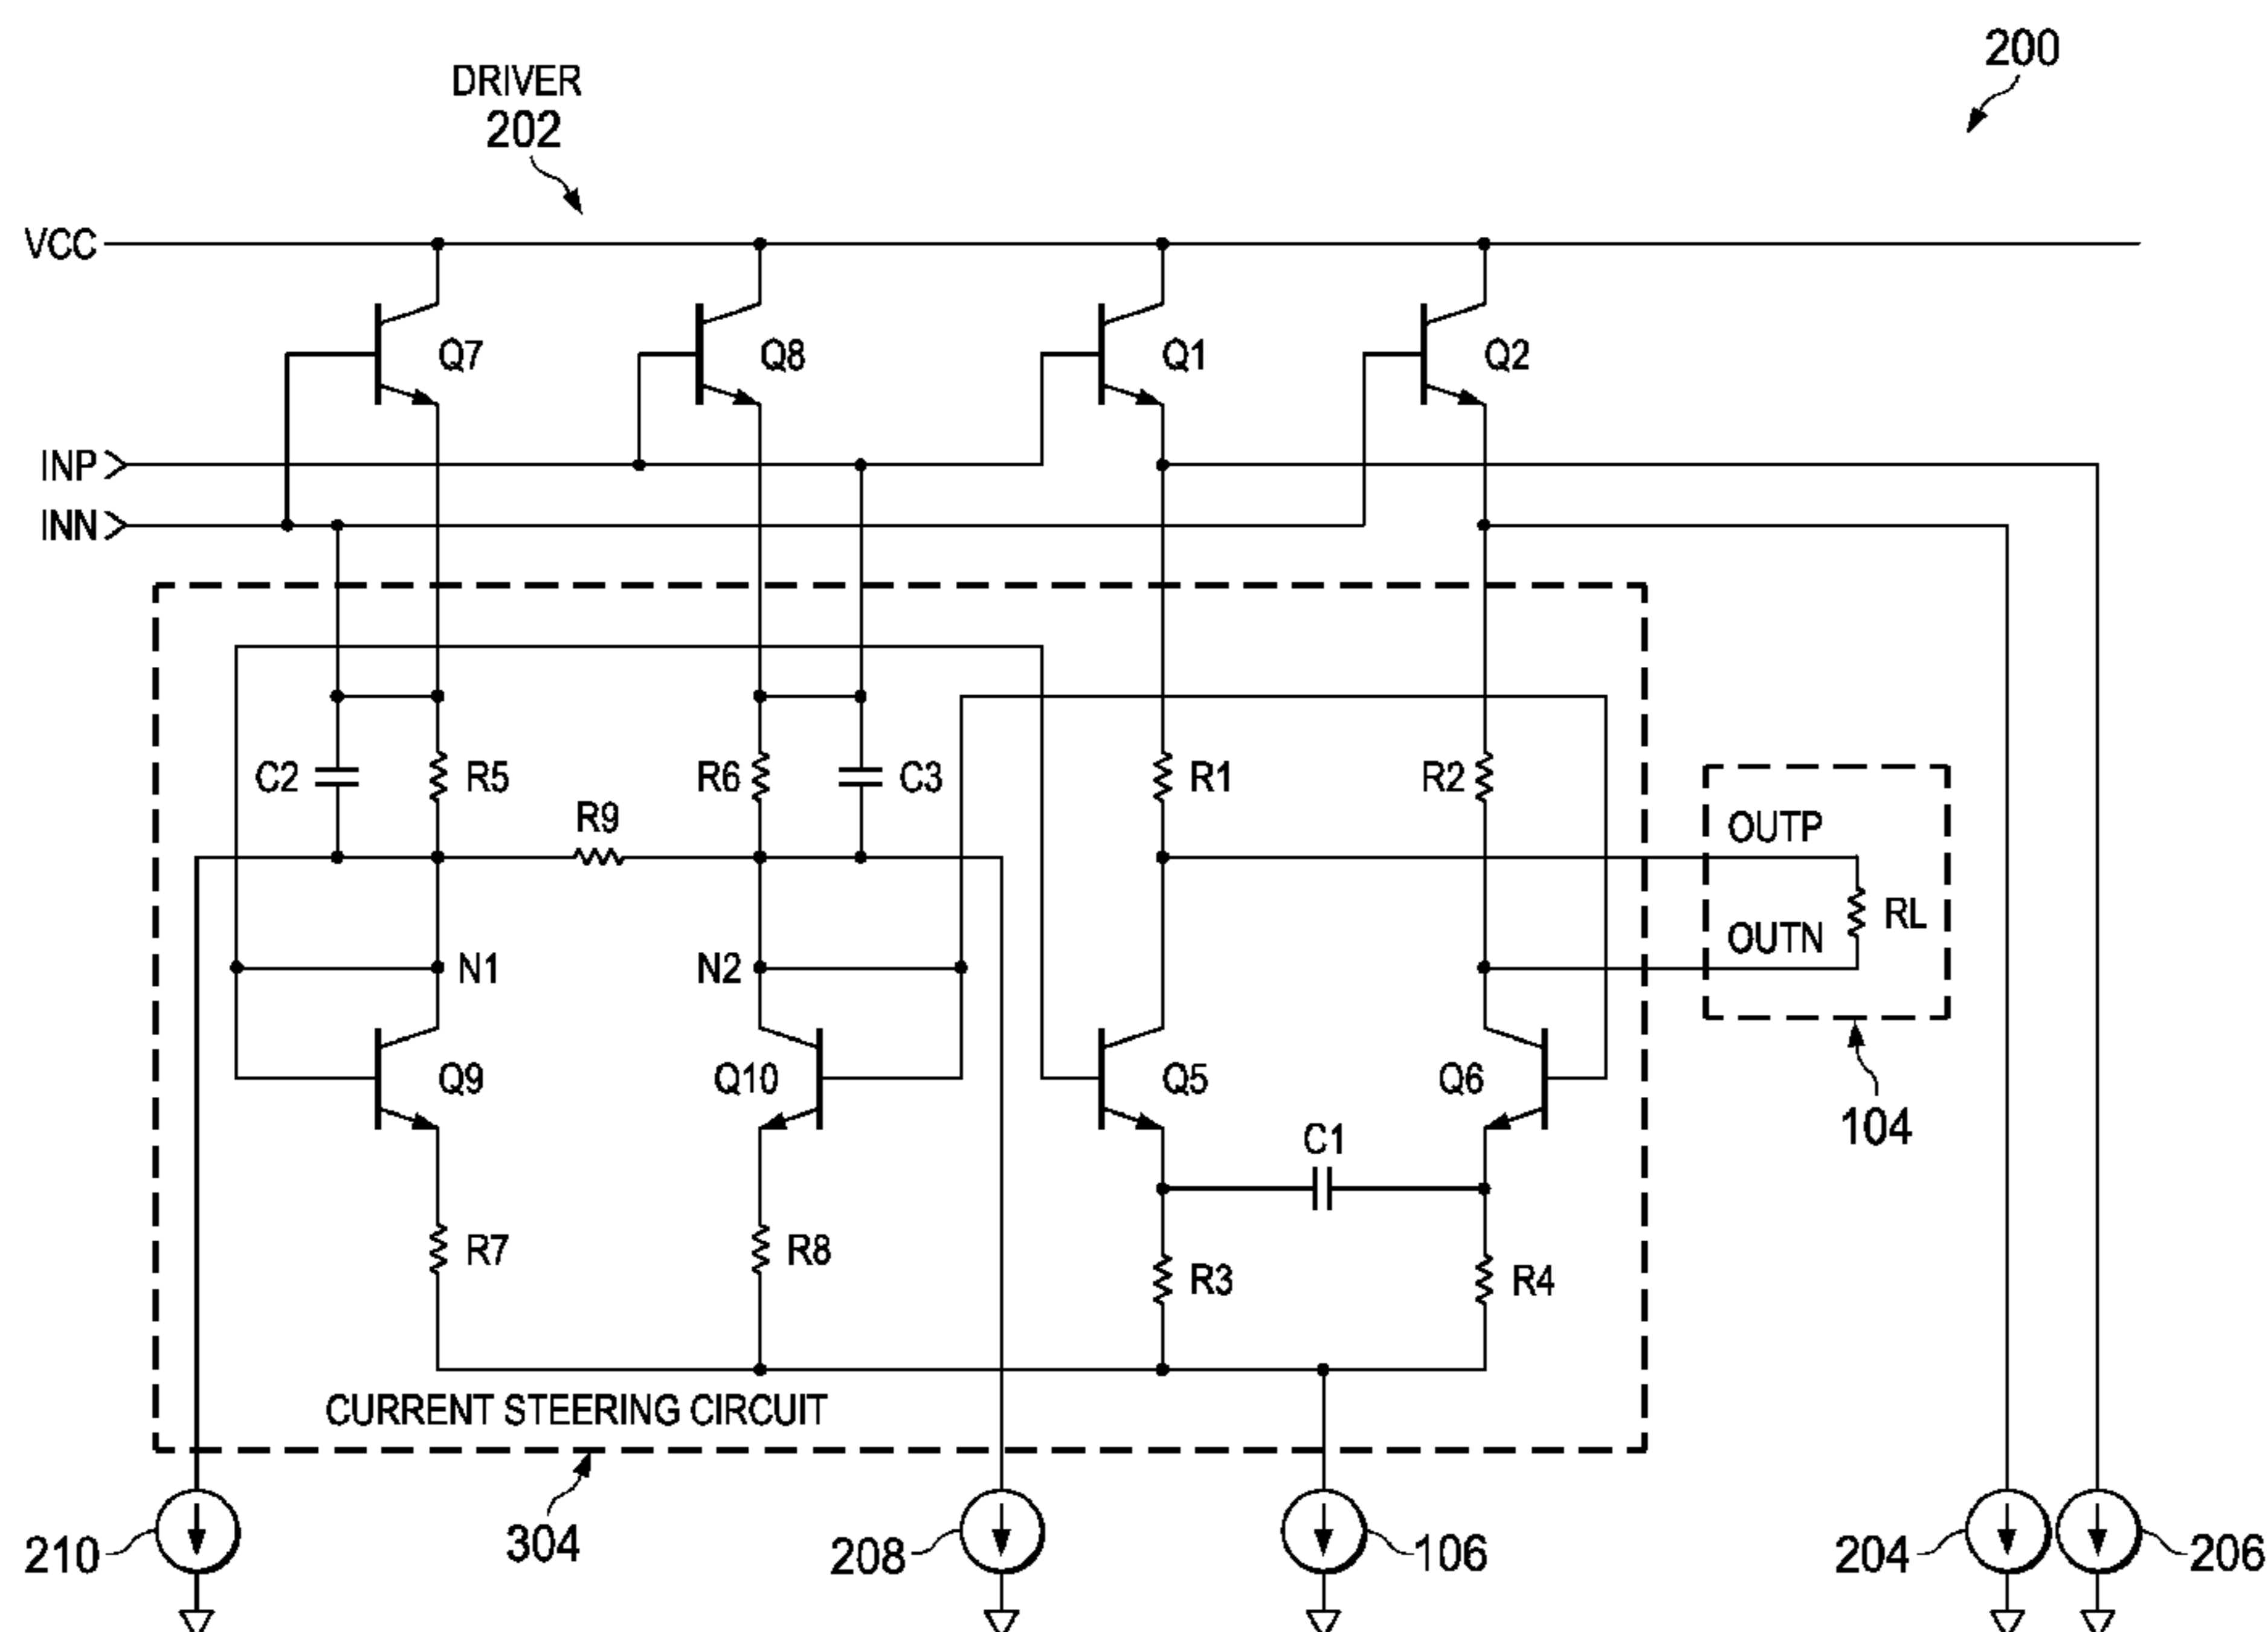 200
DRIVER
202
VCC
Q7
Q8
Q1
Q2
INP
INN
C2
R5
R6
C3
R1
R2
R9
OUTP
RL
OUTN
N1
N2
Q9
Q10
Q5
Q6
104
C1
R7
R8
R3
R4
CURRENT STEERING CIRCUIT
210
304
208
106
204
206